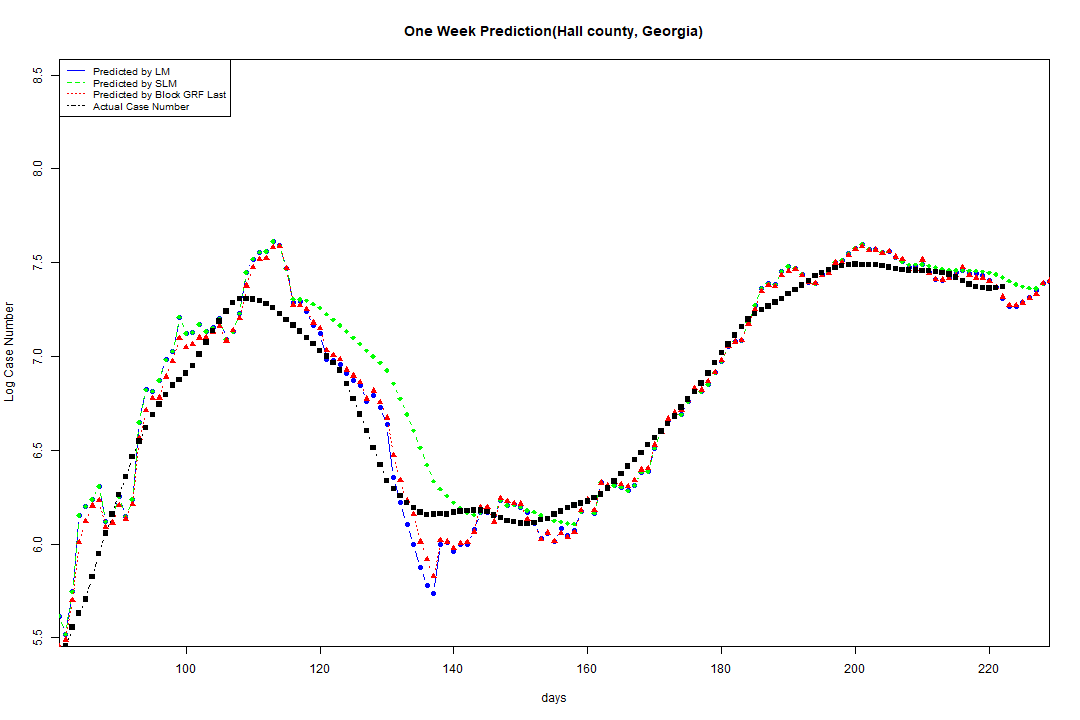 One Week Prediction(Hall county, Georgia)
Predicted by LM
Predicted by SLM
Predicted by Block GRF Last
Actual Case Number
8.5
8.0
7.5
7.0
6.5
6.0
5.5
Log Case Number
100 120 140 160 180 200 220
days